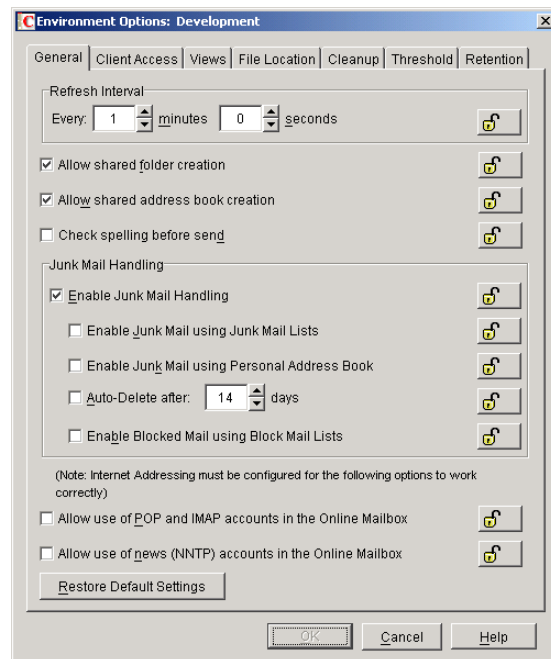 Environment Options: Development
General Client Access Views File Location Cleanup Threshold Retention
Refresh Interval
Every: 1 minutes 0 seconds
Allow shared folder creation
Allow shared address book creation
Check spelling before send
Junk Mail Handling
Enable Junk Mail Handling
Enable Junk Mail using Junk Mail Lists
Enable Junk Mail using Personal Address Book
Auto-Delete after: 14 days
Enable Blocked Mail using Block Mail Lists
(Note: Internet Addressing must be configured for the following options to work
correctly)
Allow use of POP and IMAP accounts in the Online Mailbox
Allow use of news (NNTP) accounts in the Online Mailbox
Restore Default Settings
OK Cancel Help